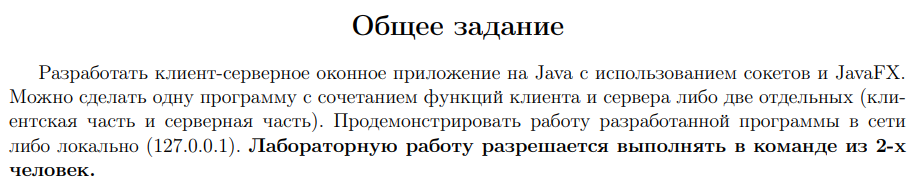 Общее задание
Разработать клиент-серверное оконное приложение на Java с использованием сокетов и JavaFX.
Можно сделать одну программу с сочетанием функций клиента и сервера либо две отдельных (кли-
ентская часть и серверная часть). Продемонстрировать работу разработанной программы в сети
либо локально (127.0.0.1). Лабораторную работу разрешается выполнять в команде из 2-х
человек.